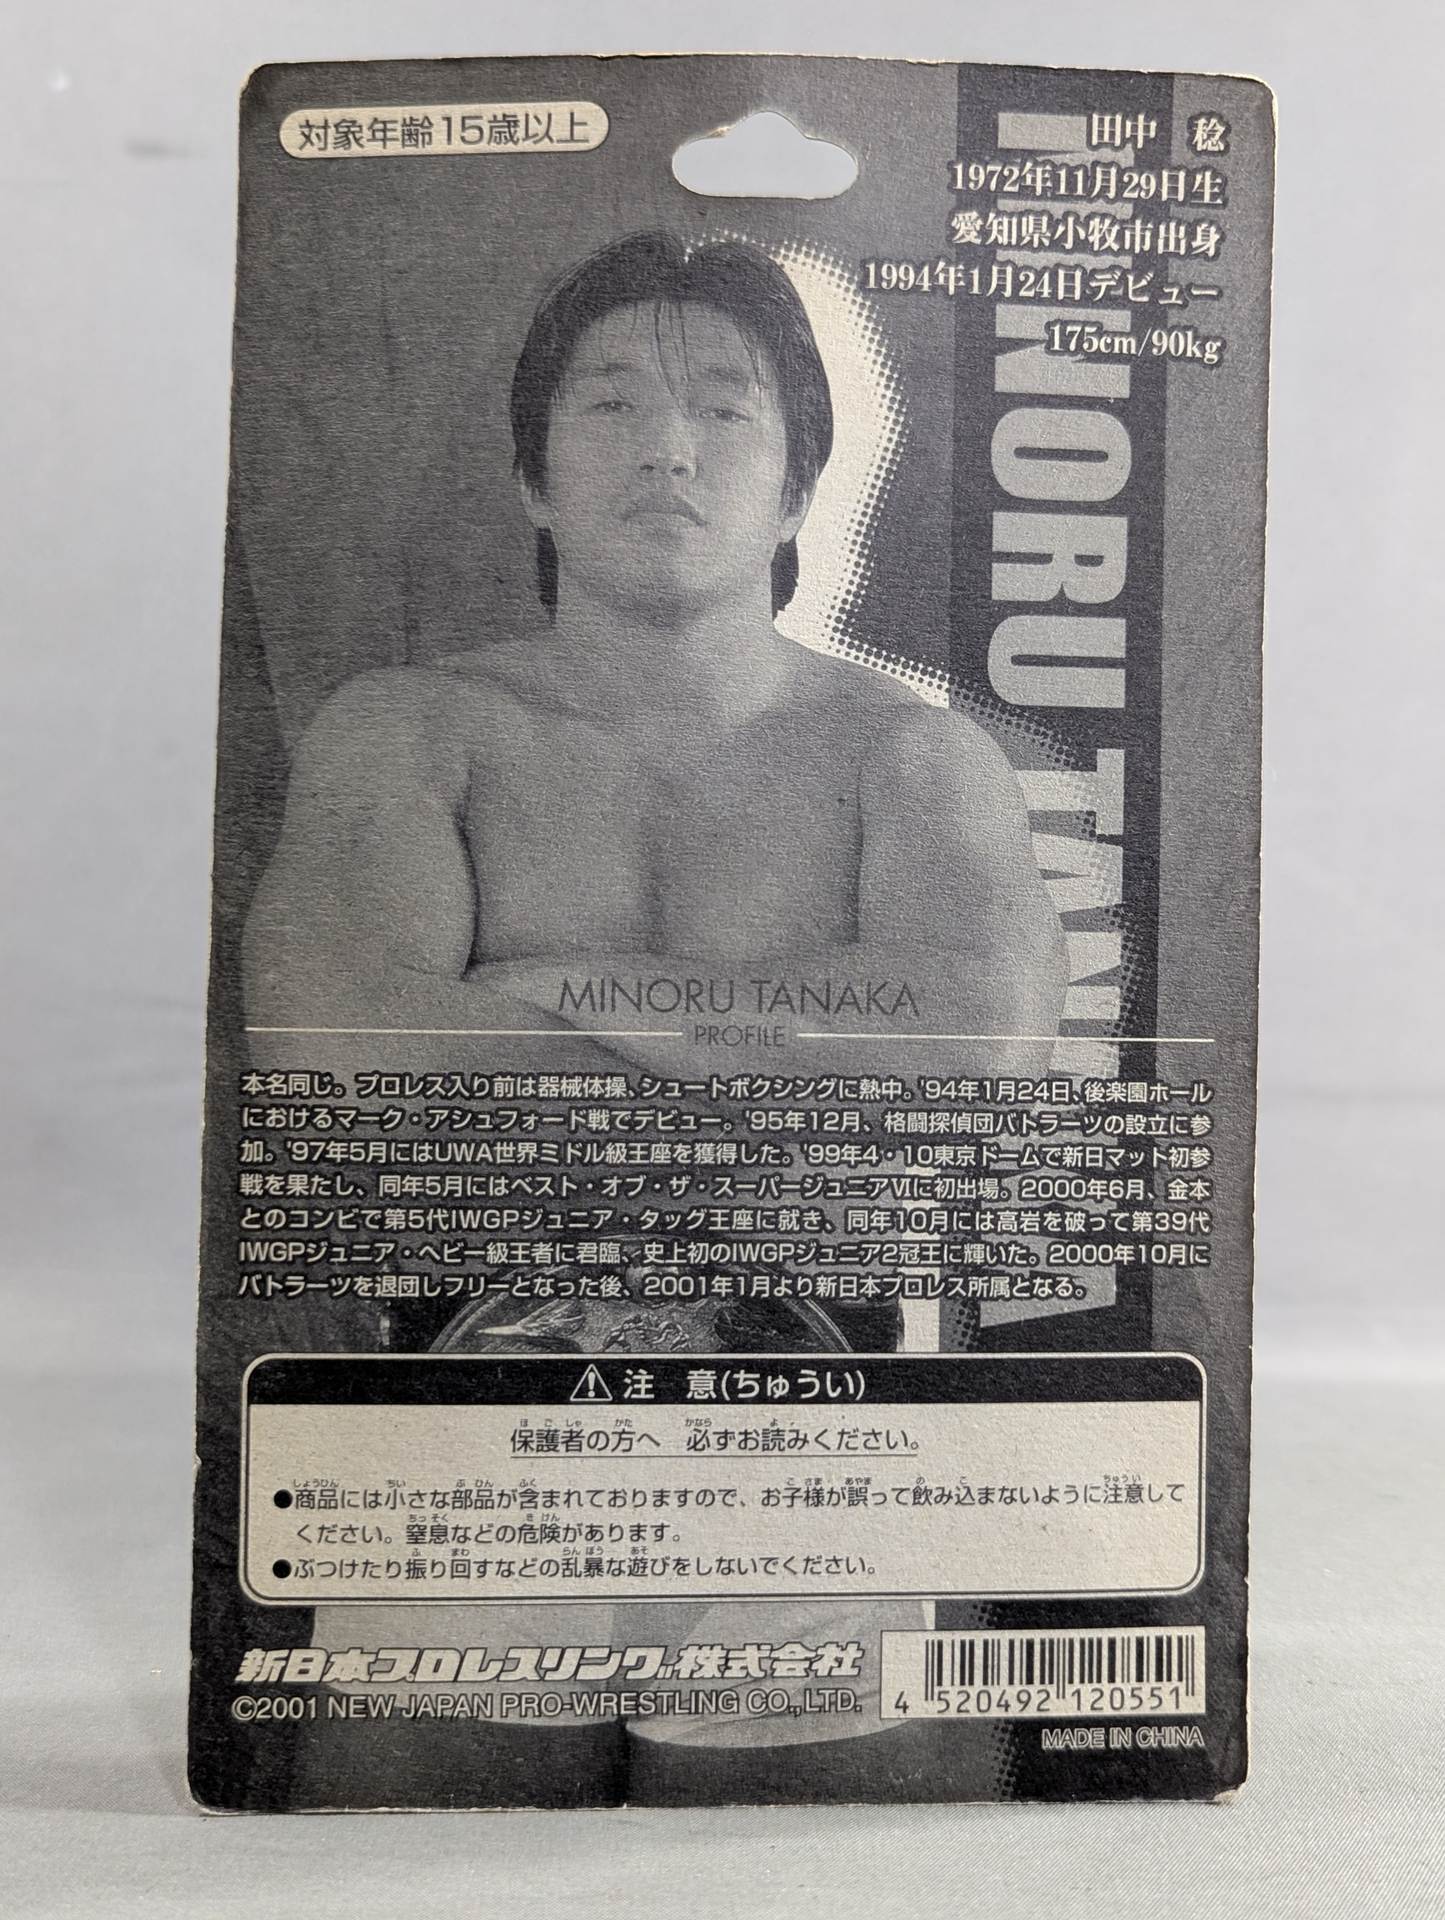 対象年齢15歳以上
田中 稔
1972年11月29日生
愛知県小牧市出身
1994年1月24日デビュー
175cm/90kg
MINORU TANAKA
MINORU TANAKA
PROFILE
本名同じ。プロレス入り前は器械体操、シュートボクシングに熱中。'94年1月24日、後楽園ホール
におけるマーク・アシュフォード戦でデビュー。'95年12月、格闘探偵団バトラーツの設立に参
加。'97年5月にはUWA世界ミドル級王座を獲得した。'99年4・10東京ドームで新日マット初参
戦を果たし、同年5月にはベスト・オブ・ザ・スーパージュニアⅥに初出場。2000年6月、金本
とのコンビで第5代IWGPジュニア・タッグ王座に就き、同年10月には高岩を破って第39代
IWGPジュニア・ヘビー級王者に君臨、史上初のIWGPジュニア2冠王に輝いた。2000年10月に
バトラーツを退団しフリーとなった後、2001年1月より新日本プロレス所属となる。
注 意(ちゅうい)
保護者の方へ 必ずお読みください。
●商品には小さな部品が含まれておりますので、お子様が誤って飲み込まないように注意して
ください。窒息などの危険があります。
●ぶつけたり振り回すなどの乱暴な遊びをしないでください。
新日本プロレスリング株式会社
©2001 NEW JAPAN PRO-WRESTLING CO.,LTD.
4 520492 120551
MADE IN CHINA